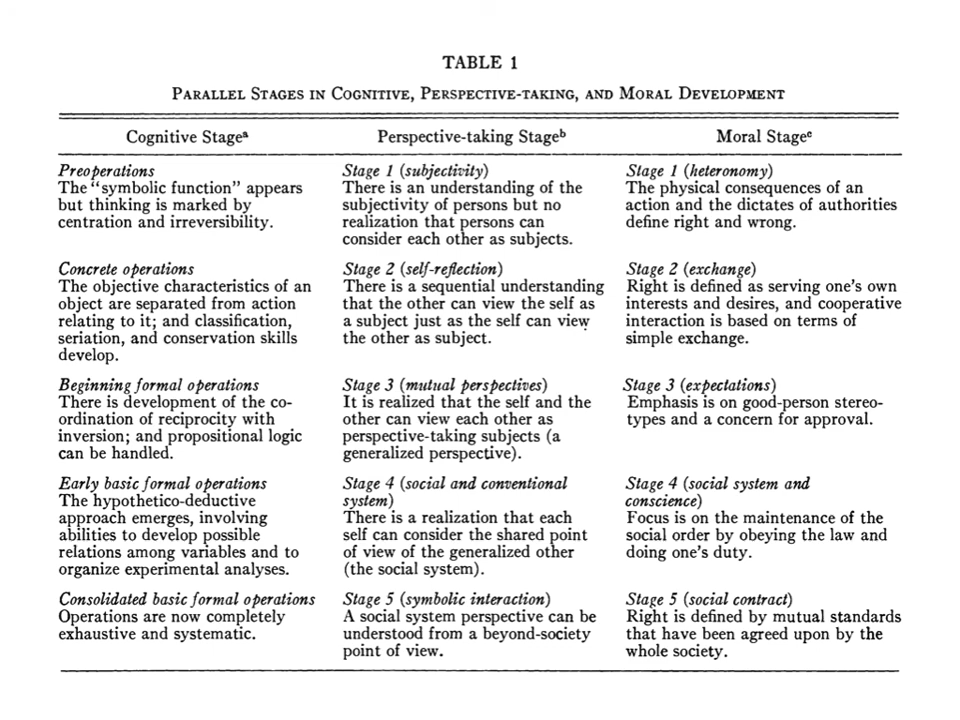 TABLE 1
PARALLEL STAGES IN COGNITIVE, PERSPECTIVE-TAKING, AND MORAL DEVELOPMENT
Cognitive Stageᵃ Perspective-taking Stageᵇ Moral Stageᶜ
Preoperations
The "symbolic function" appears
but thinking is marked by
centration and irreversibility.
Stage 1 (subjectivity)
There is an understanding of the
subjectivity of persons but no
realization that persons can
consider each other as subjects.
Stage 1 (heteronomy)
The physical consequences of an
action and the dictates of authorities
define right and wrong.
Concrete operations
The objective characteristics of an
object are separated from action
relating to it; and classification,
seriation, and conservation skills
develop.
Stage 2 (self-reflection)
There is a sequential understanding
that the other can view the self as
a subject just as the self can view
the other as subject.
Stage 2 (exchange)
Right is defined as serving one's own
interests and desires, and cooperative
interaction is based on terms of
simple exchange.
Beginning formal operations
There is development of the co-
ordination of reciprocity with
inversion; and propositional logic
can be handled.
Stage 3 (mutual perspectives)
It is realized that the self and the
other can view each other as
perspective-taking subjects (a
generalized perspective).
Stage 3 (expectations)
Emphasis is on good-person stereo-
types and a concern for approval.
Early basic formal operations
The hypothetico-deductive
approach emerges, involving
abilities to develop possible
relations among variables and to
organize experimental analyses.
Stage 4 (social and conventional
system)
There is a realization that each
self can consider the shared point
of view of the generalized other
(the social system).
Stage 4 (social system and
conscience)
Focus is on the maintenance of the
social order by obeying the law and
doing one's duty.
Consolidated basic formal operations
Operations are now completely
exhaustive and systematic.
Stage 5 (symbolic interaction)
A social system perspective can be
understood from a beyond-society
point of view.
Stage 5 (social contract)
Right is defined by mutual standards
that have been agreed upon by the
whole society.